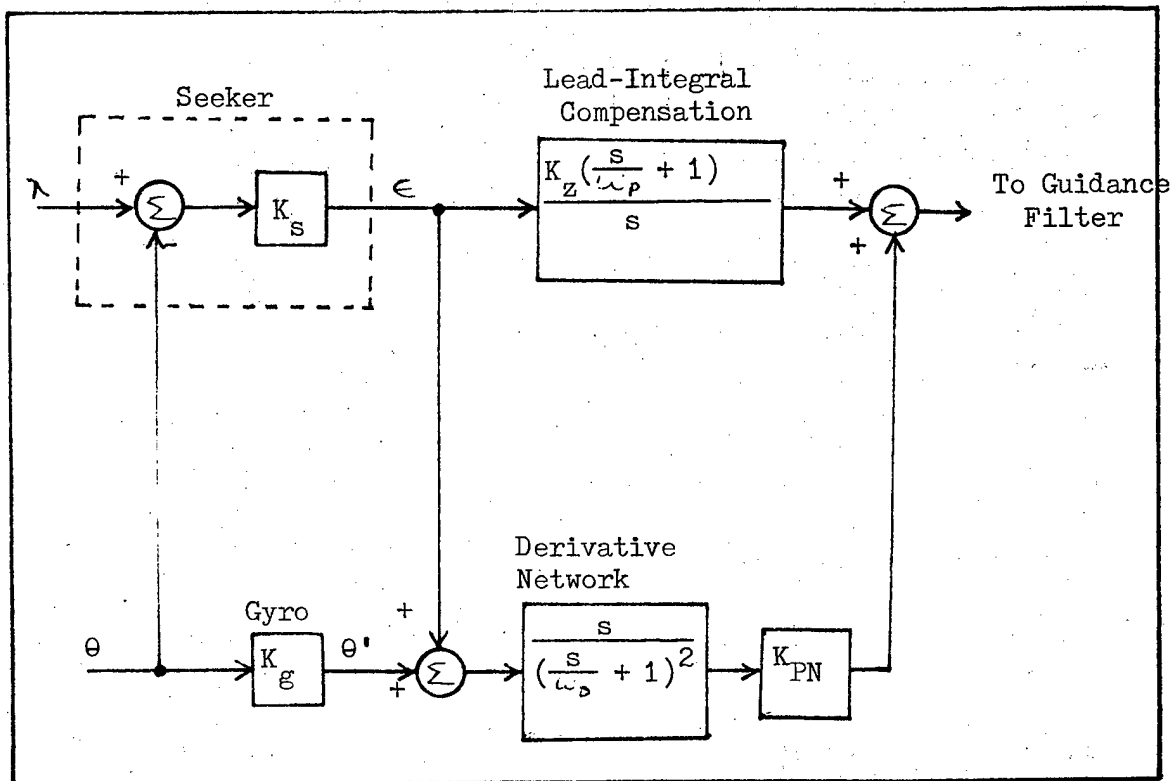 Lead-Integral
Compensation
Seeker
K_z(s/ω_P + 1)
s
λ
+
Σ
K_s
ϵ
+
Σ
+
To Guidance
Filter
-
Derivative
Network
Gyro
+
θ
K_g
θ'
+
Σ
s
(s/ω_D + 1)^2
K_PN